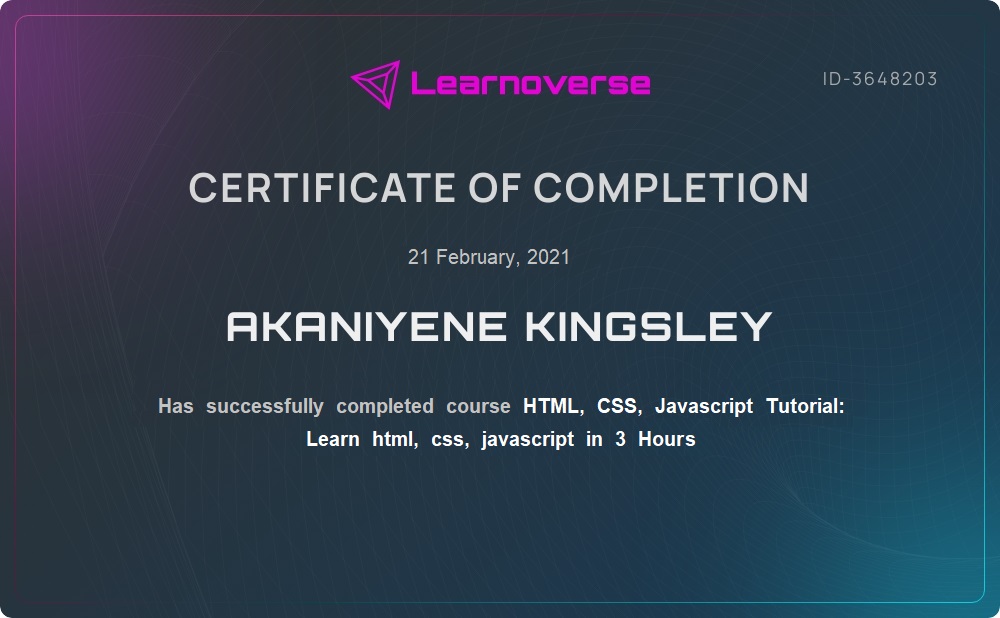 Learnoverse
ID-3648203
CERTIFICATE OF COMPLETION
21 February, 2021
AKANIYENE KINGSLEY
Has successfully completed course HTML, CSS, Javascript Tutorial:
Learn html, css, javascript in 3 Hours